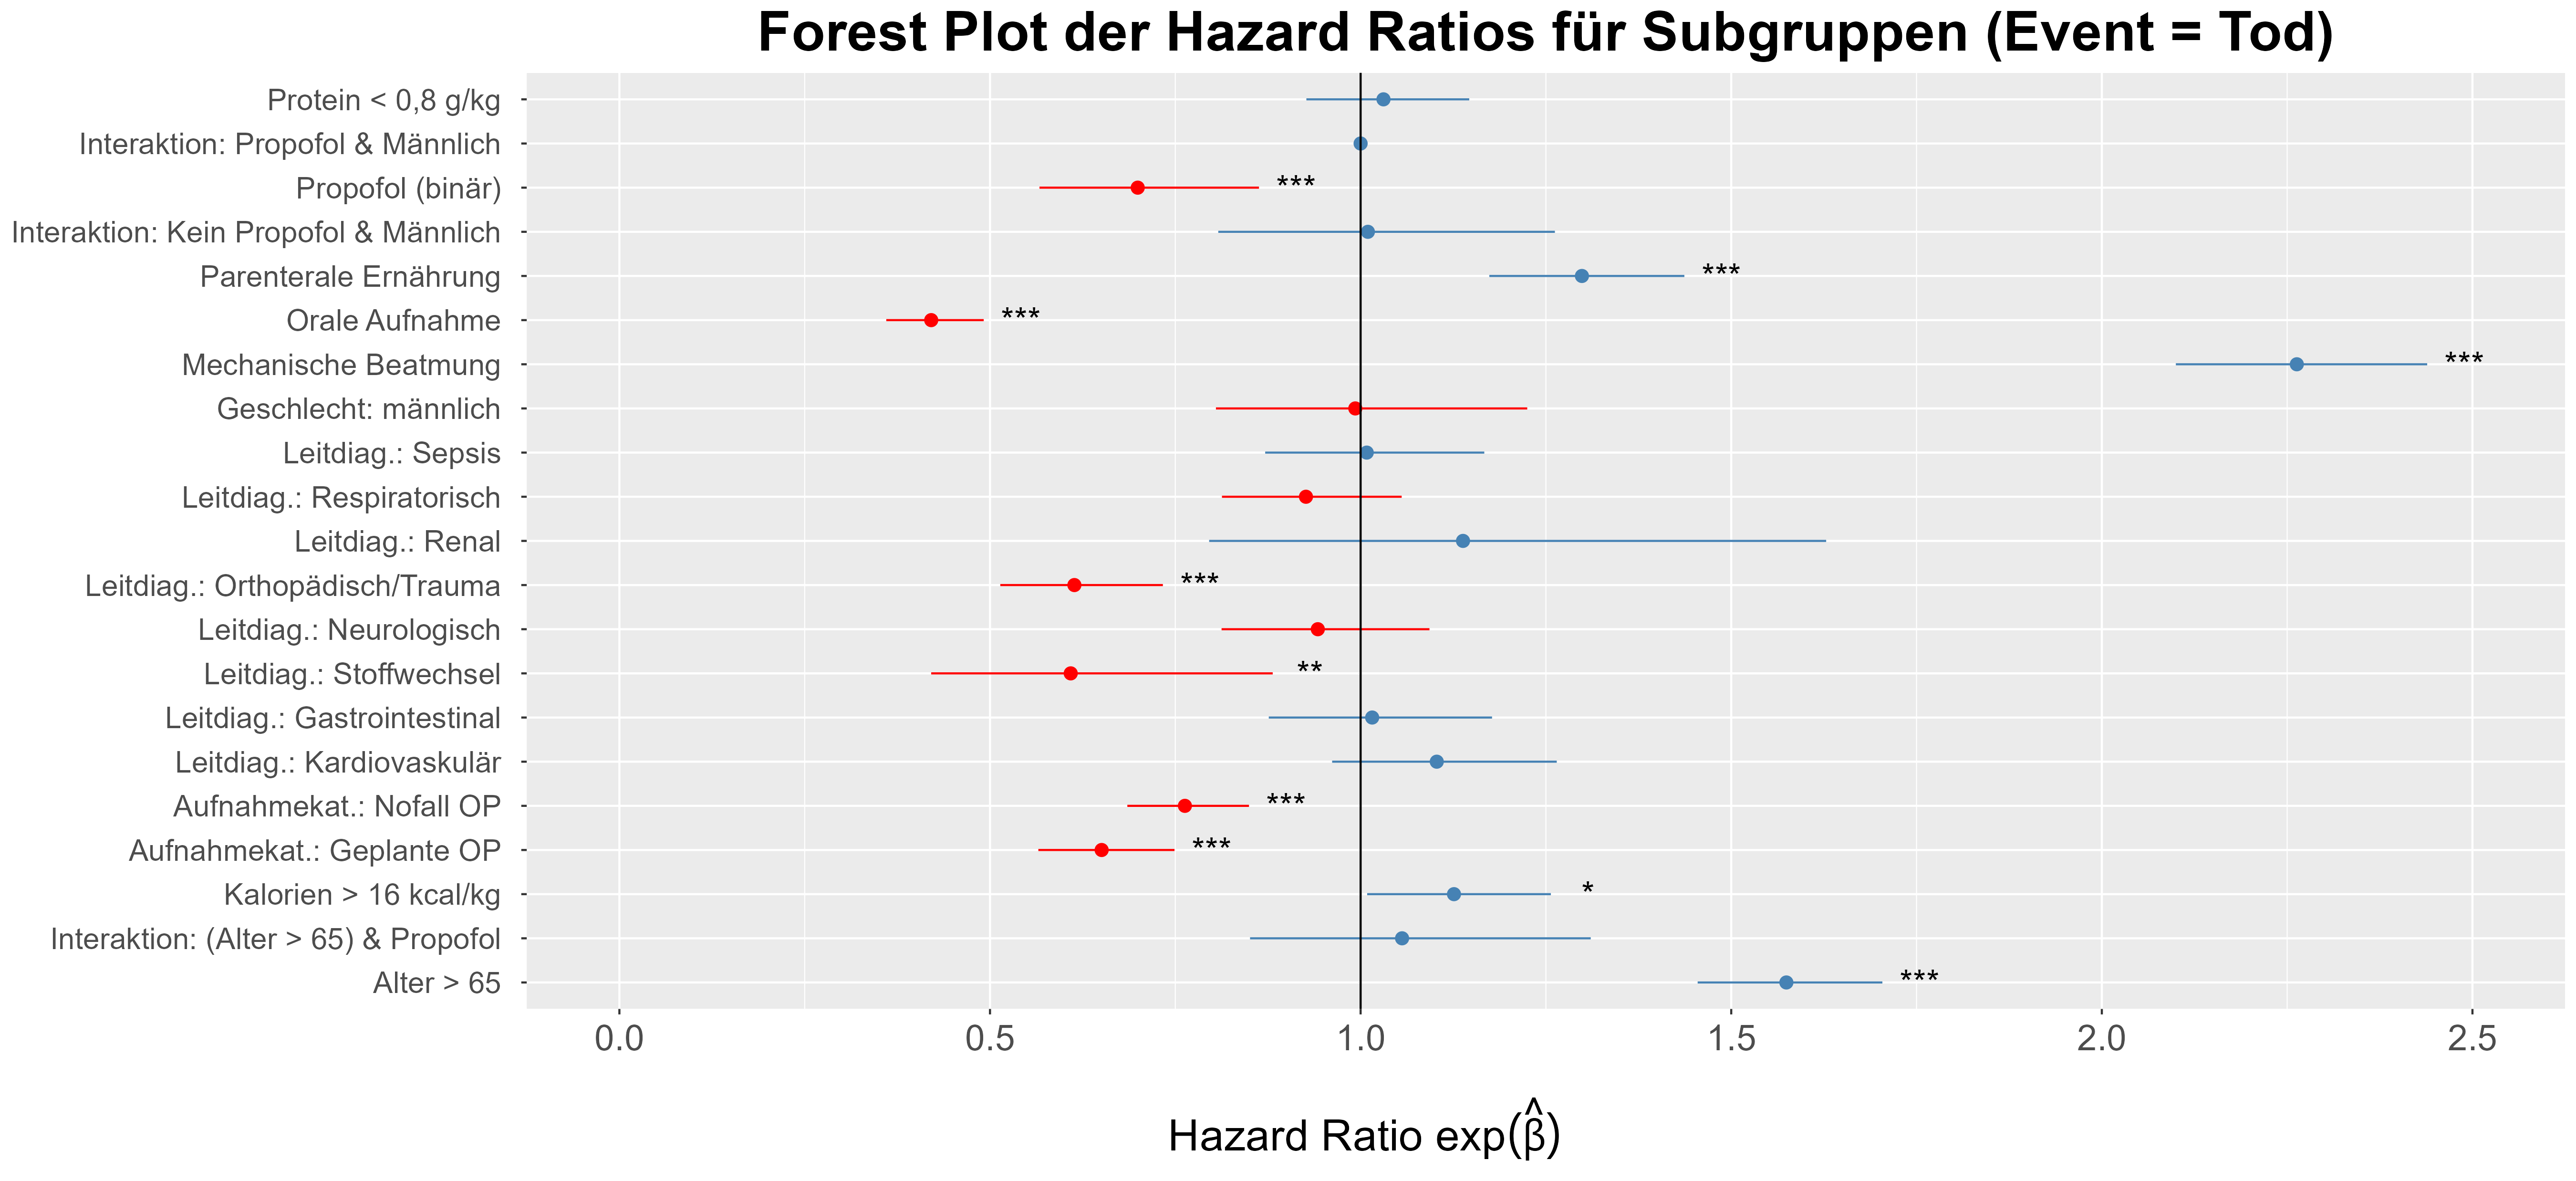 Forest Plot der Hazard Ratios für Subgruppen (Event = Tod)
Protein < 0,8 g/kg
Interaktion: Propofol & Männlich
Propofol (binär) ***
Interaktion: Kein Propofol & Männlich
Parenterale Ernährung ***
Orale Aufnahme ***
Mechanische Beatmung ***
Geschlecht: männlich
Leitdiag.: Sepsis
Leitdiag.: Respiratorisch
Leitdiag.: Renal
Leitdiag.: Orthopädisch/Trauma ***
Leitdiag.: Neurologisch
Leitdiag.: Stoffwechsel **
Leitdiag.: Gastrointestinal
Leitdiag.: Kardiovaskulär
Aufnahmekat.: Nofall OP ***
Aufnahmekat.: Geplante OP ***
Kalorien > 16 kcal/kg *
Interaktion: (Alter > 65) & Propofol
Alter > 65 ***
0.0 0.5 1.0 1.5 2.0 2.5
Hazard Ratio exp(β̂)